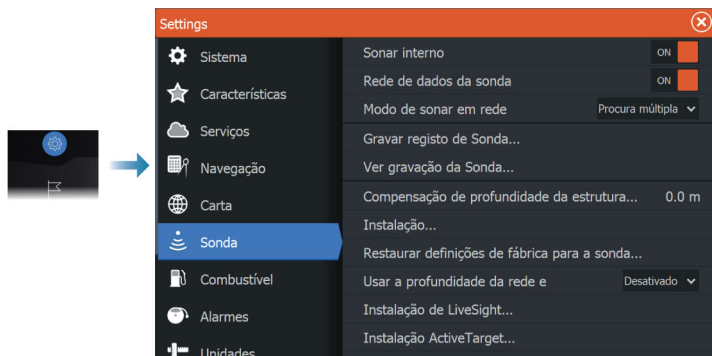 Settings
Sistema
Características
Serviços
Navegação
Carta
Sonda
Combustível
Alarmes
Unidades
Sonar interno ON
Rede de dados da sonda ON
Modo de sonar em rede Procura múltipla
Gravar registo de Sonda...
Ver gravação da Sonda...
Compensação de profundidade da estrutura... 0.0 m
Instalação...
Restaurar definições de fábrica para a sonda...
Usar a profundidade da rede e Desativado
Instalação de LiveSight...
Instalação ActiveTarget...